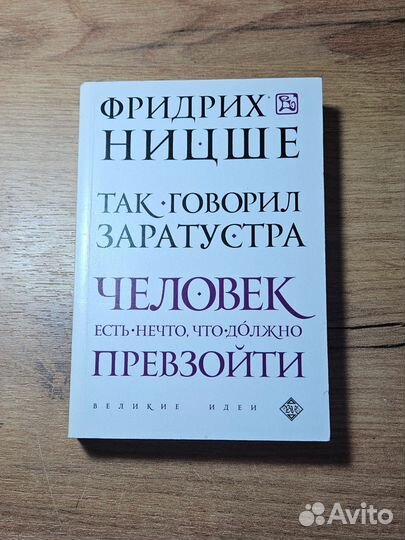 ФРИДРИХ
НИЦШЕ
ТАК·ГОВОРИЛ
ЗАРАТУСТРА
ЧЕЛОВЕК
ЕСТЬ·НЕЧТО, ЧТО·ДО́ЛЖНО
ПРЕВЗОЙТИ
ВЕЛИКИЕ ИДЕИ
Avito